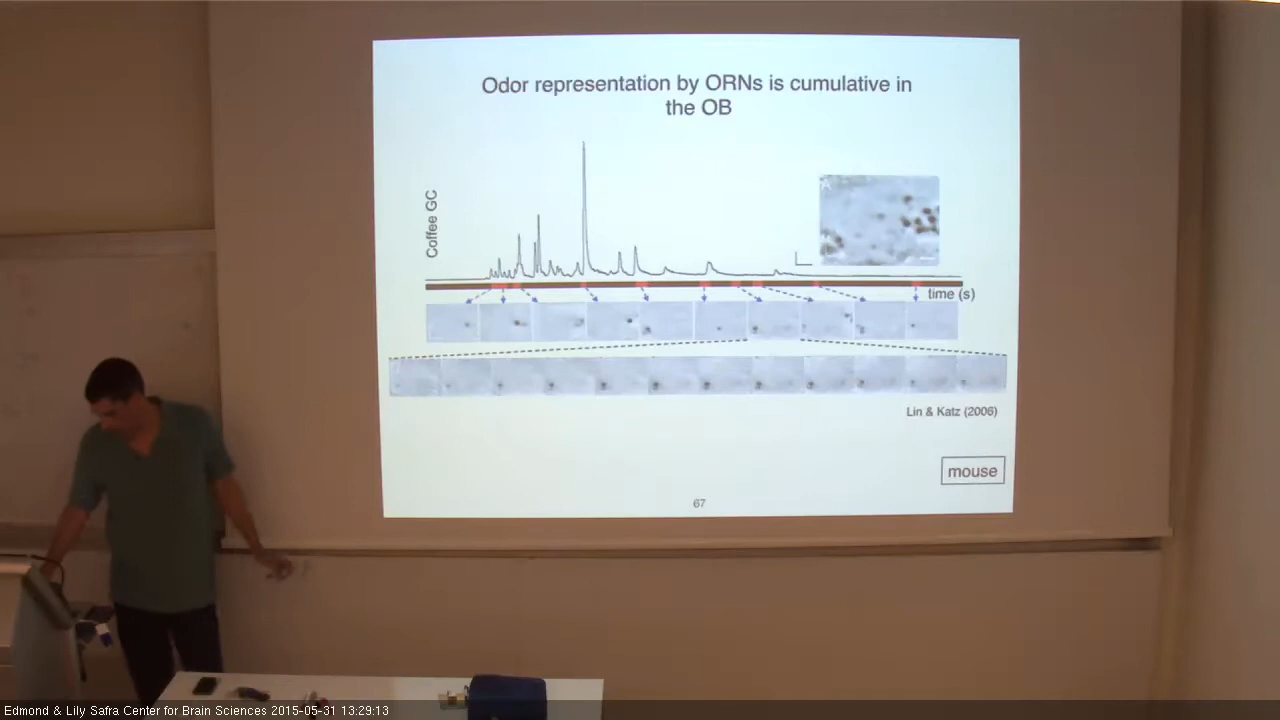 Odor representation by ORNs is cumulative in
the OB
Coffee GC
A
time (s)
Lin & Katz (2006)
mouse
67
Edmond & Lily Safra Center for Brain Sciences 2015-05-31 13:29:13